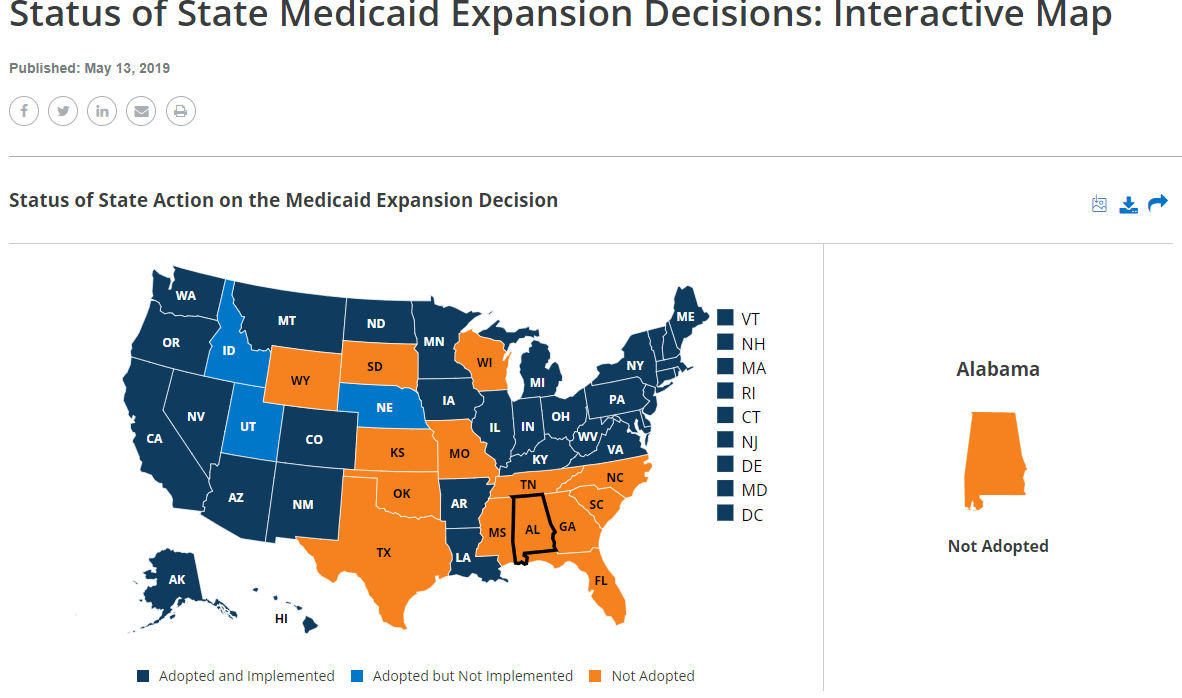 Status of State Medicaid Expansion Decisions: Interactive Map
Published: May 13, 2019
f
in
Status of State Action on the Medicaid Expansion Decision
WA
MT
ND
MN
ME
OR
ID
SD
WI
MI
NY
WY
NE
IA
PA
NV
UT
CO
IL
IN
OH
WV
VA
CA
KS
MO
KY
NC
TN
AZ
NM
OK
AR
SC
MS
AL
GA
TX
LA
FL
AK
HI
VT
NH
MA
RI
CT
NJ
DE
MD
DC
Alabama
Not Adopted
Adopted and Implemented
Adopted but Not Implemented
Not Adopted